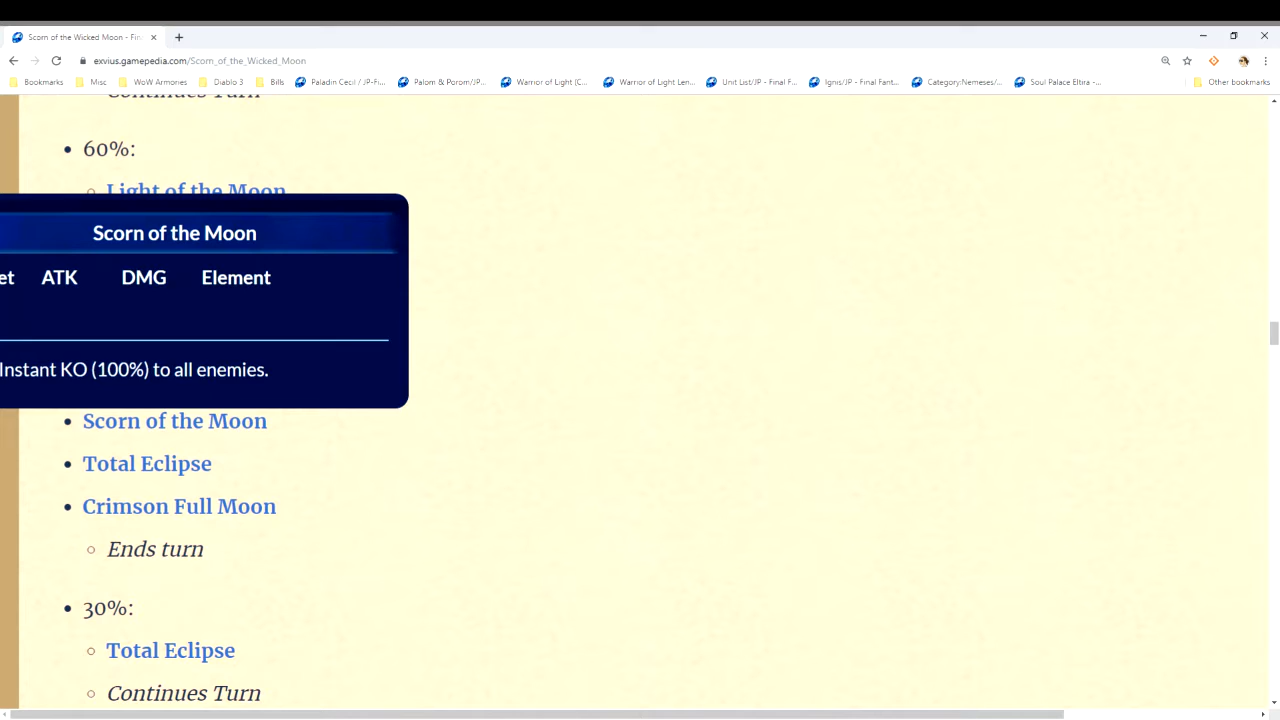 Scorn of the Wicked Moon - Fin
exvius.gamepedia.com/Scorn_of_the_Wicked_Moon
Bookmarks Misc WoW Armories Diablo 3 Bills Paladin Cecil / JP-Fi... Palom & Porom/JP... Warrior of Light (C... Warrior of Light Len... Unit List/JP - Final F... Ignis/JP - Final Fant... Category:Nemeses/... Soul Palace Eltira -... Other bookmarks
Continues Turn
60%:
Light of the Moon
Scorn of the Moon
et ATK DMG Element
Instant KO (100%) to all enemies.
Scorn of the Moon
Total Eclipse
Crimson Full Moon
Ends turn
30%:
Total Eclipse
Continues Turn